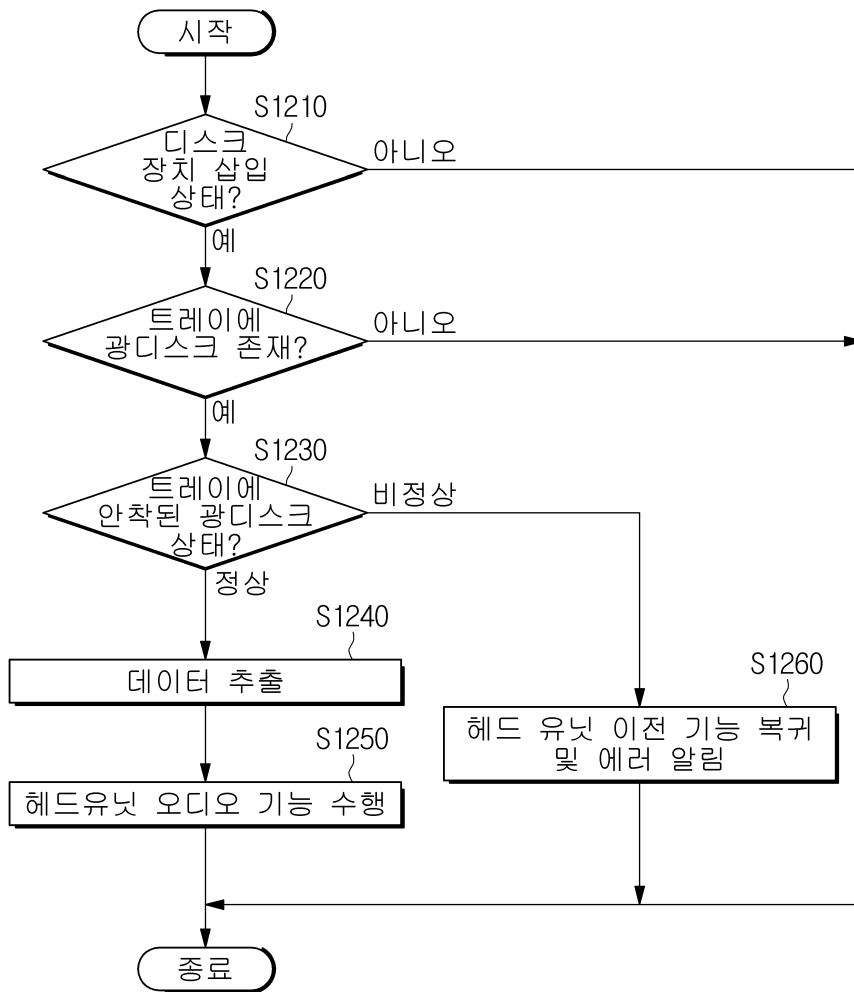 시작
S1210
디스크
장치 삽입
상태?
아니오
예
S1220
트레이에
광디스크 존재?
아니오
예
S1230
트레이에
안착된 광디스크
상태?
비정상
정상
S1240
데이터 추출
S1260
헤드 유닛 이전 기능 복귀
및 에러 알림
S1250
헤드유닛 오디오 기능 수행
종료